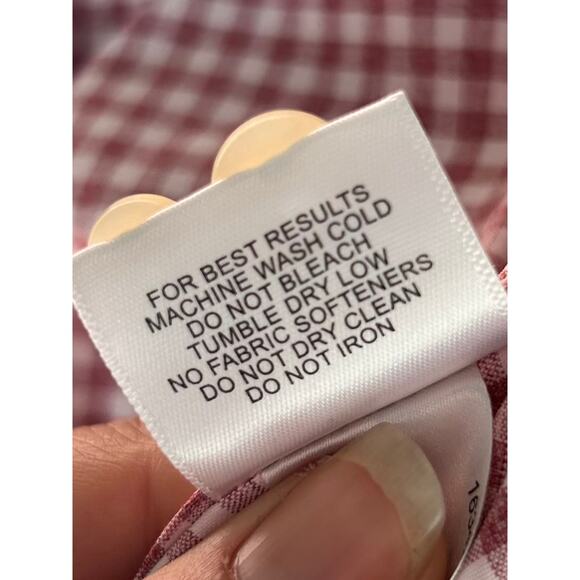 FOR BEST RESULTS
MACHINE WASH COLD
DO NOT BLEACH
TUMBLE DRY LOW
NO FABRIC SOFTENERS
DO NOT DRY CLEAN
DO NOT IRON